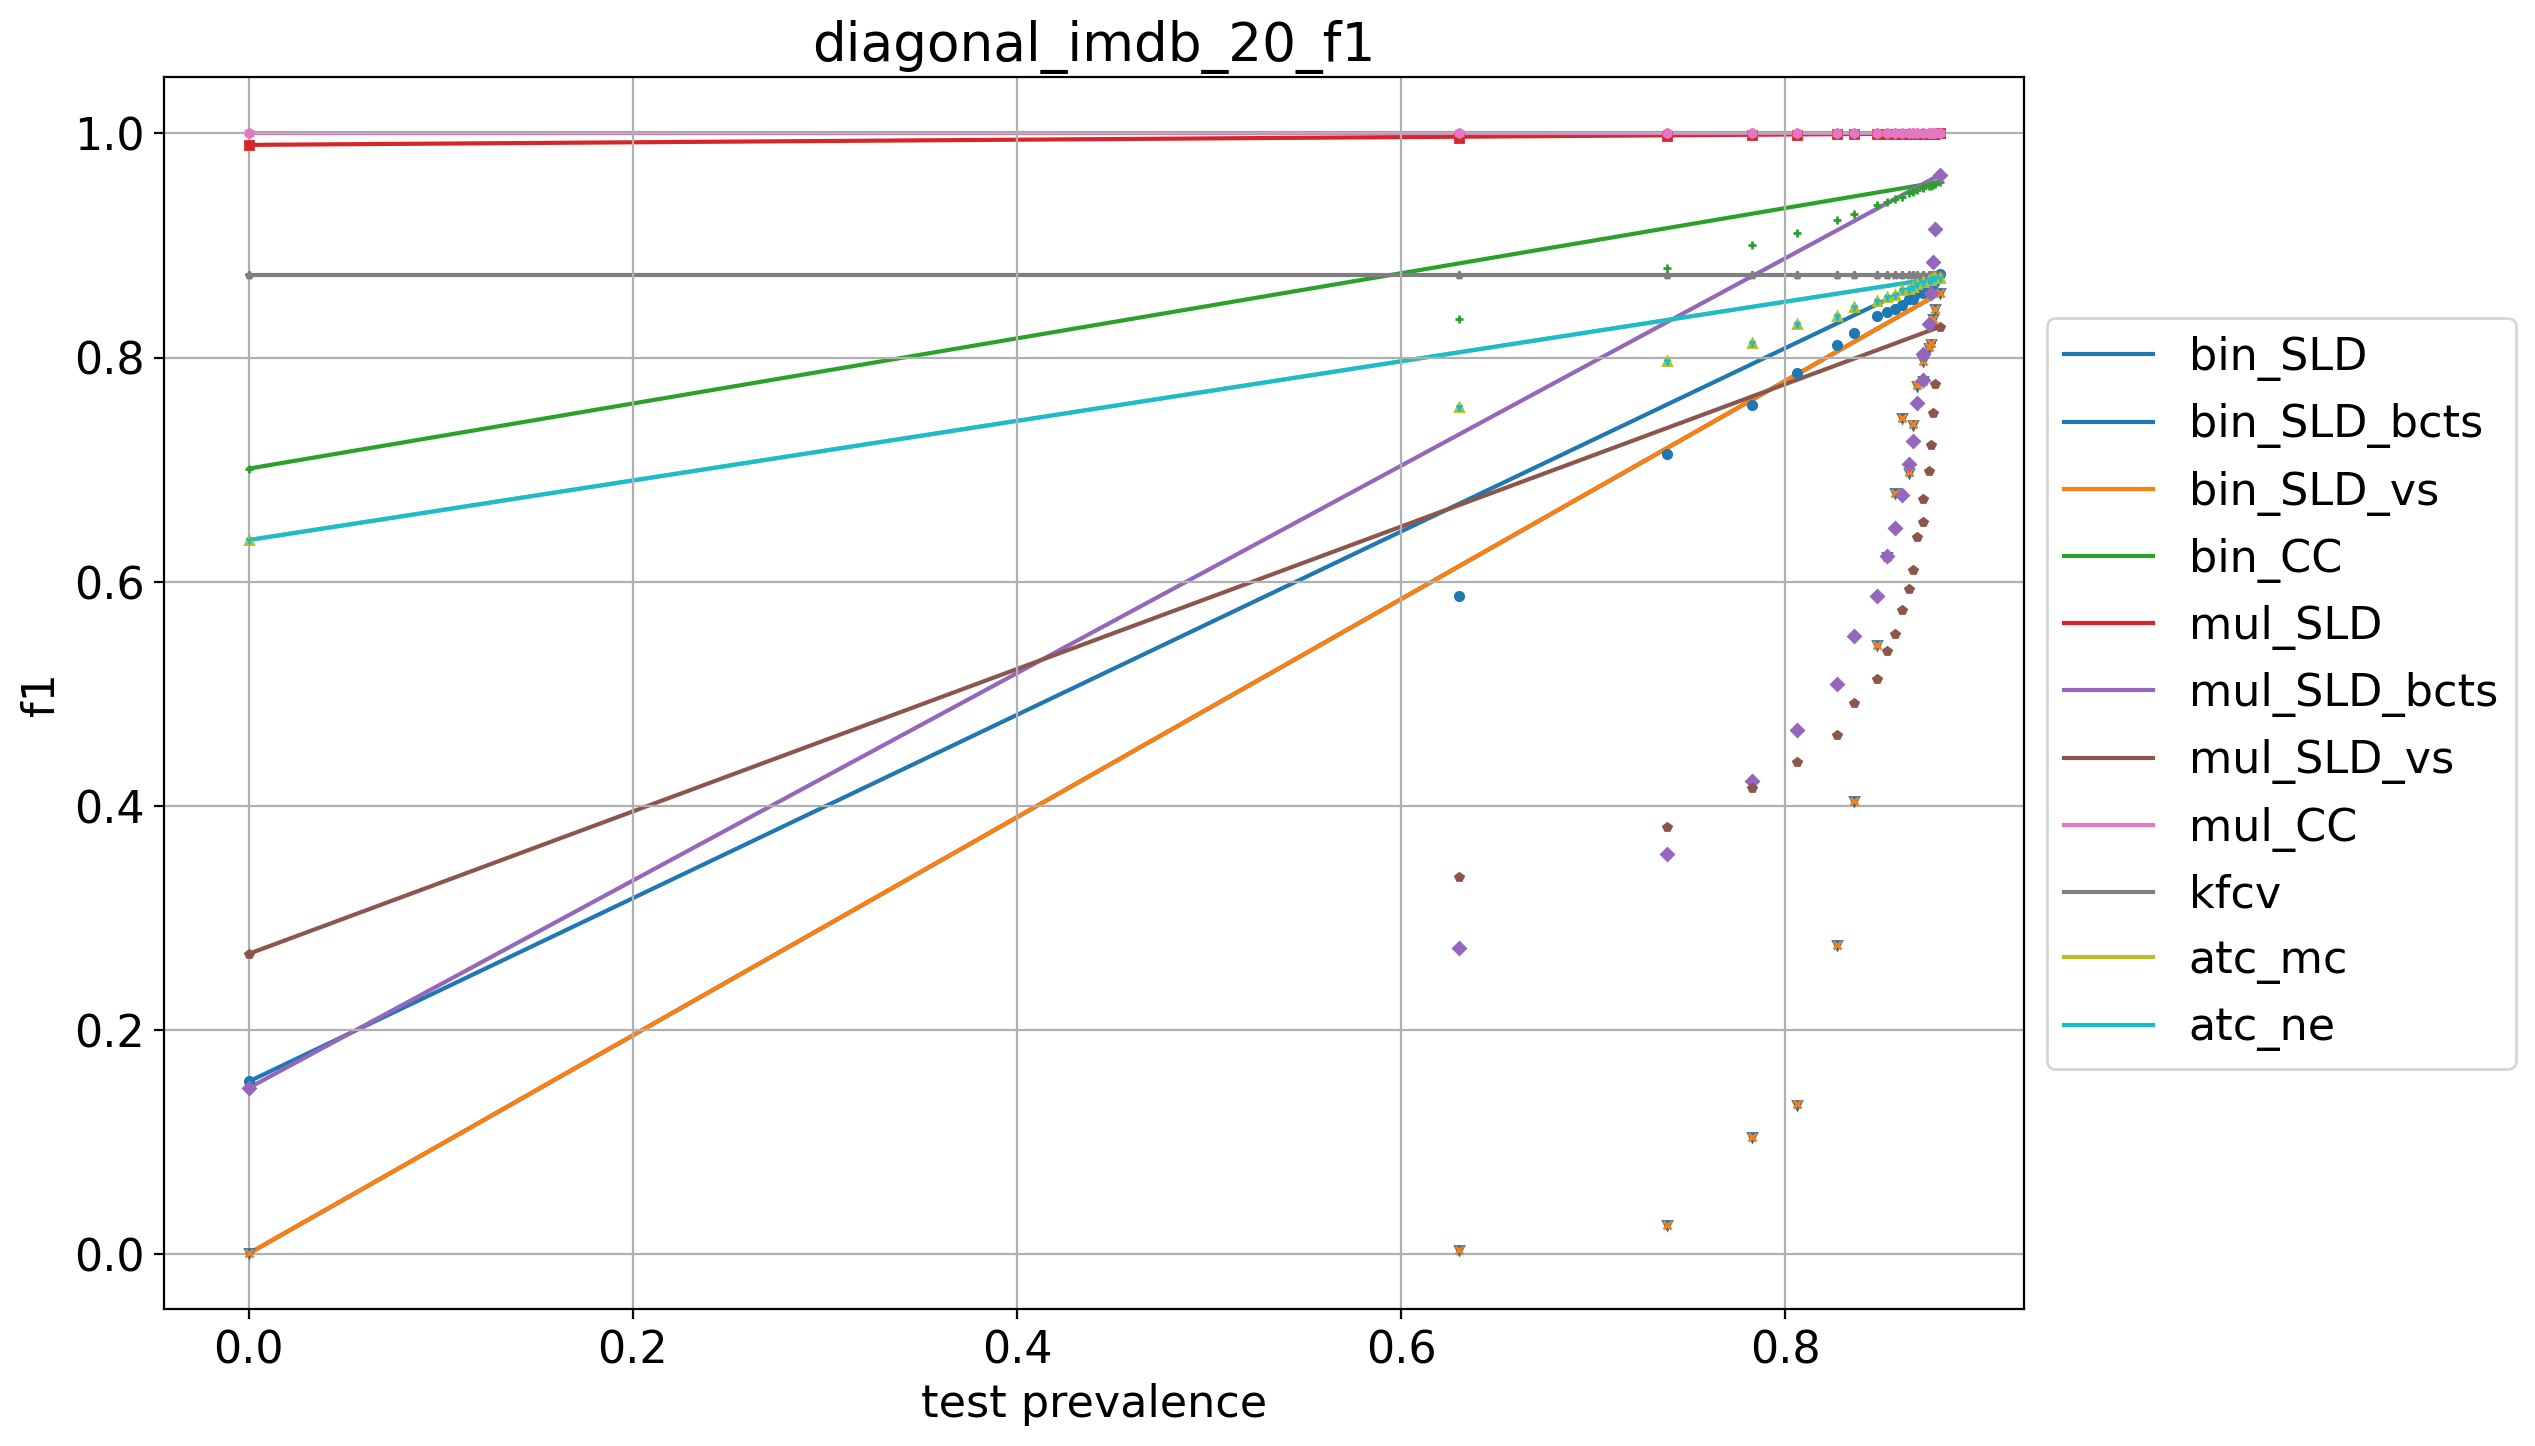 diagonal_imdb_20_f1
1.0
0.8
0.6
0.4
0.2
0.0
f1
0.0 0.2 0.4 0.6 0.8
test prevalence
bin_SLD
bin_SLD_bcts
bin_SLD_vs
bin_CC
mul_SLD
mul_SLD_bcts
mul_SLD_vs
mul_CC
kfcv
atc_mc
atc_ne